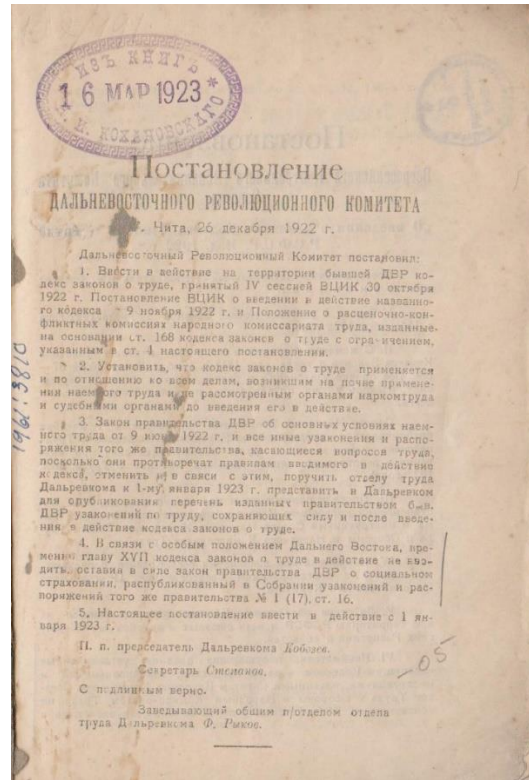 ИЗЪ КНИГЪ
16 МАР 1923
И. КОХАНОВСКАГО
Постановление
ДАЛЬНЕВОСТОЧНОГО РЕВОЛЮЦИОННОГО КОМИТЕТА
г. Чита, 26 декабря 1922 г.
Дальневосточный Революционный Комитет постановил:
1. Ввести в действие на территории бывшей ДВР ко-
декс законов о труде, принятый IV сессией ВЦИК 30 октября
1922 г. Постановление ВЦИК о введении в действие названно-
го кодекса 9 ноября 1922 г. и Положение о расценочно-кон-
фликтных комиссиях народного комиссариата труда, изданные
на основании ст. 168 кодекса законов о труде с ограничением,
указанным в ст. 4 настоящего постановления.
2. Установить, что кодекс законов о труде применяется
и по отношению ко всем делам, возникшим на почве примене-
ния наемного труда и не рассмотренным органами наркомтруда
и судебными органами до введения его в действие.
3. Закон правительства ДВР об основных условиях наем-
ного труда от 9 июня 1922 г. и все иные узаконения и распо-
ряжения того же правительства, касающиеся вопросов труда,
поскольку они противоречат правилам вводимого в действие
кодекса, отменить и в связи с этим, поручить отделу труда
Дальревкома к 1-му января 1923 г. представить в Дальревком
для опубликования перечень изданных правительством быв.
ДВР узаконений по труду, сохраняющих силу и после введе-
ния в действие кодекса законов о труде.
4. В связи с особым положением Дальнего Востока, вре-
менно главу XVII кодекса законов о труде в действие не вво-
дить, оставив в силе закон правительства ДВР о социальном
страховании, распубликованный в Собрании узаконений и рас-
поряжений того же правительства № 1 (17), ст. 16.
5. Настоящее постановление ввести в действие с 1 ян-
варя 1923 г.
П. п. председатель Дальревкома Кобозев.
Секретарь Степанов.
С подлинным верно.
Заведывающий общим п/отделом отдела
труда Дальревкома Ф. Рыков.
1961:3810
-05